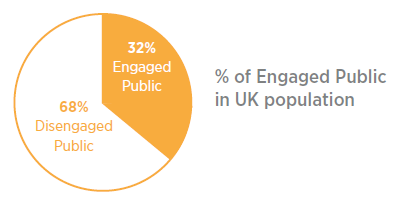 32%
Engaged
Public
68%
Disengaged
Public
% of Engaged Public
in UK population